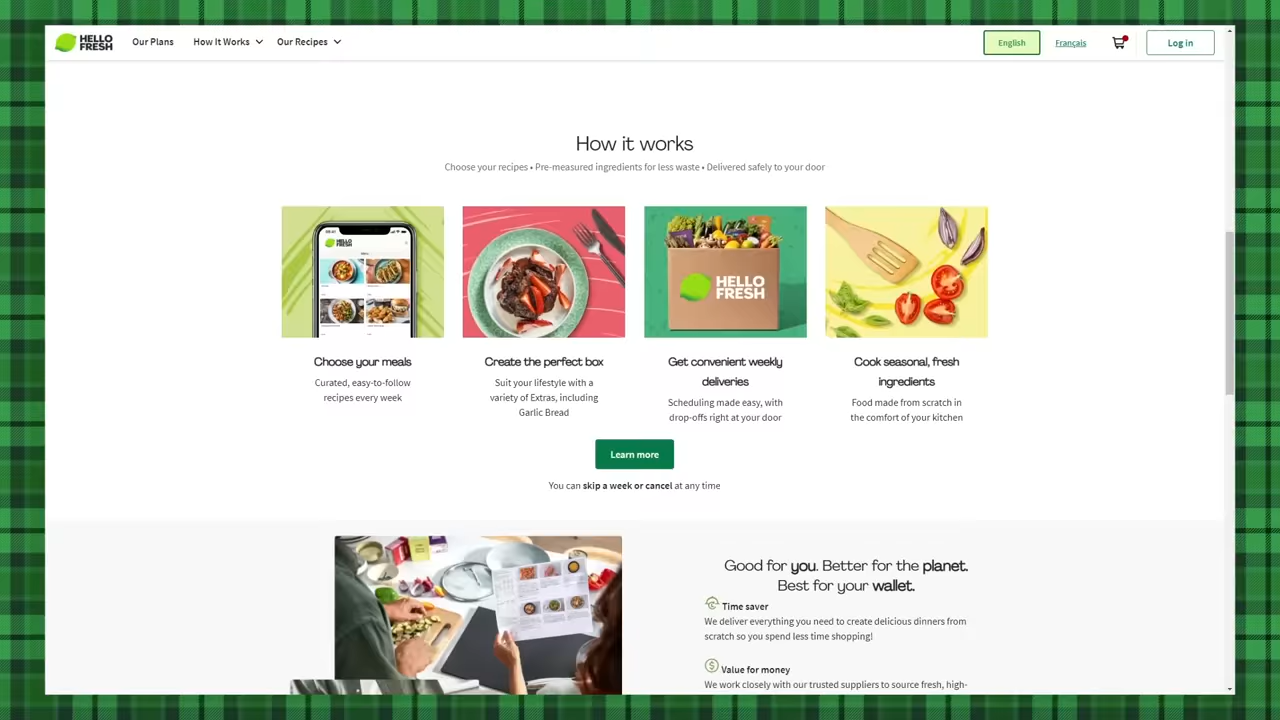 HELLO
FRESH
Our Plans
How It Works
Our Recipes
English
Français
Log in
How it works
Choose your recipes • Pre-measured ingredients for less waste • Delivered safely to your door
HELLO
FRESH
HELLO
FRESH
Choose your meals
Curated, easy-to-follow
recipes every week
Create the perfect box
Suit your lifestyle with a
variety of Extras, including
Garlic Bread
Get convenient weekly
deliveries
Scheduling made easy, with
drop-offs right at your door
Cook seasonal, fresh
ingredients
Food made from scratch in
the comfort of your kitchen
Learn more
You can skip a week or cancel at any time
Good for you. Better for the planet.
Best for your wallet.
Time saver
We deliver everything you need to create delicious dinners from
scratch so you spend less time shopping!
Value for money
We work closely with our trusted suppliers to source fresh, high-